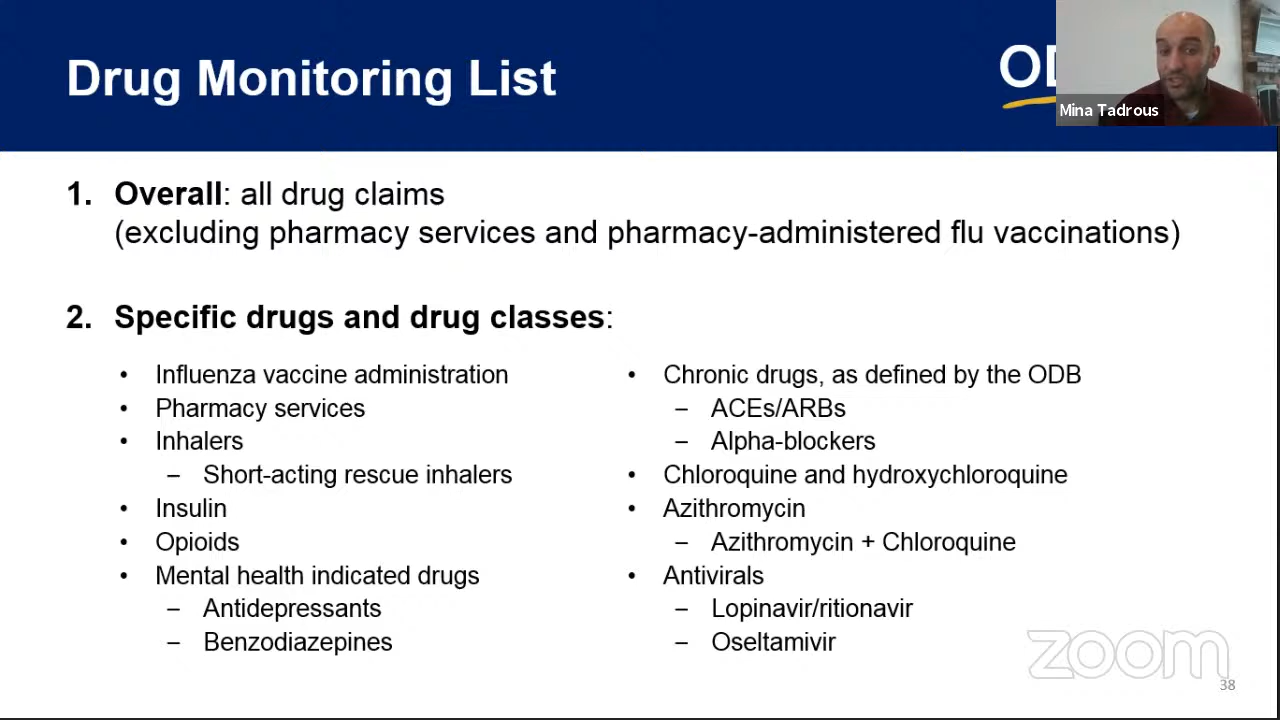 Drug Monitoring List
OD
Mina Tadrous
1. Overall: all drug claims
(excluding pharmacy services and pharmacy-administered flu vaccinations)
2. Specific drugs and drug classes:
• Influenza vaccine administration
• Pharmacy services
• Inhalers
– Short-acting rescue inhalers
• Insulin
• Opioids
• Mental health indicated drugs
– Antidepressants
– Benzodiazepines
• Chronic drugs, as defined by the ODB
– ACEs/ARBs
– Alpha-blockers
• Chloroquine and hydroxychloroquine
• Azithromycin
– Azithromycin + Chloroquine
• Antivirals
– Lopinavir/ritionavir
– Oseltamivir
zoom
38